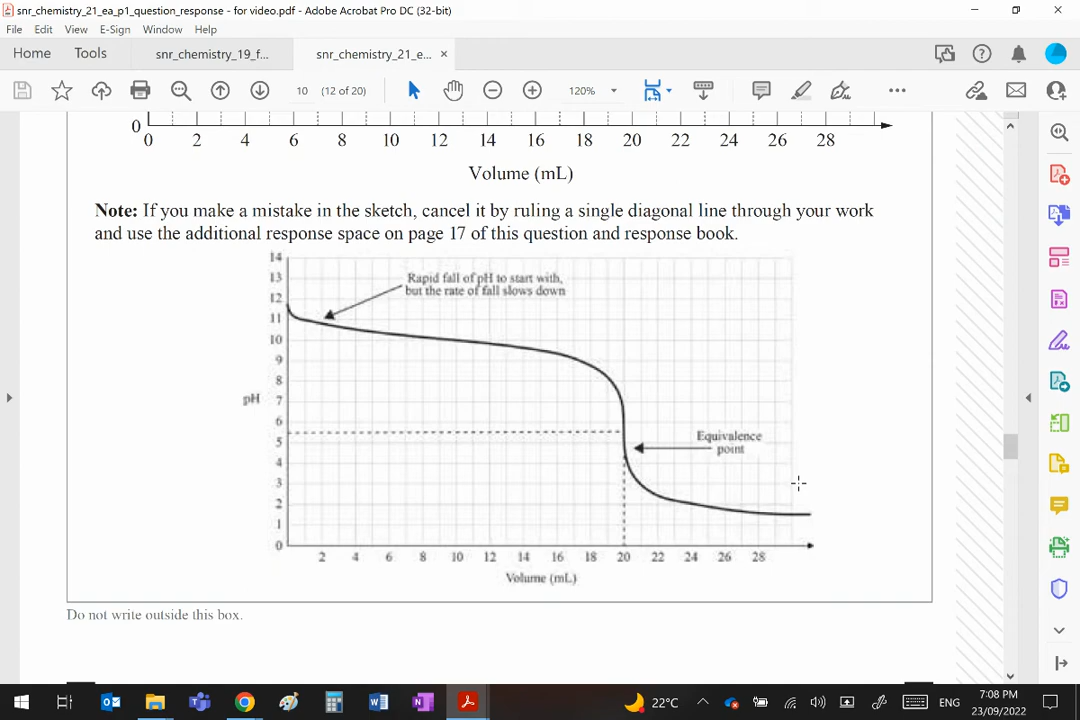 snr_chemistry_21_ea_p1_question_response - for video.pdf - Adobe Acrobat Pro DC (32-bit)
File Edit View E-Sign Window Help
Home Tools snr_chemistry_19_f... snr_chemistry_21_e... ×
10 (12 of 20) 120%
0
0 2 4 6 8 10 12 14 16 18 20 22 24 26 28
Volume (mL)
Note: If you make a mistake in the sketch, cancel it by ruling a single diagonal line through your work
and use the additional response space on page 17 of this question and response book.
14
13
12
11
10
9
8
7
6
5
4
3
2
1
0
pH
Rapid fall of pH to start with,
but the rate of fall slows down
Equivalence
point
2 4 6 8 10 12 14 16 18 20 22 24 26 28
Volume (mL)
Do not write outside this box.
22°C ENG
7:08 PM
23/09/2022